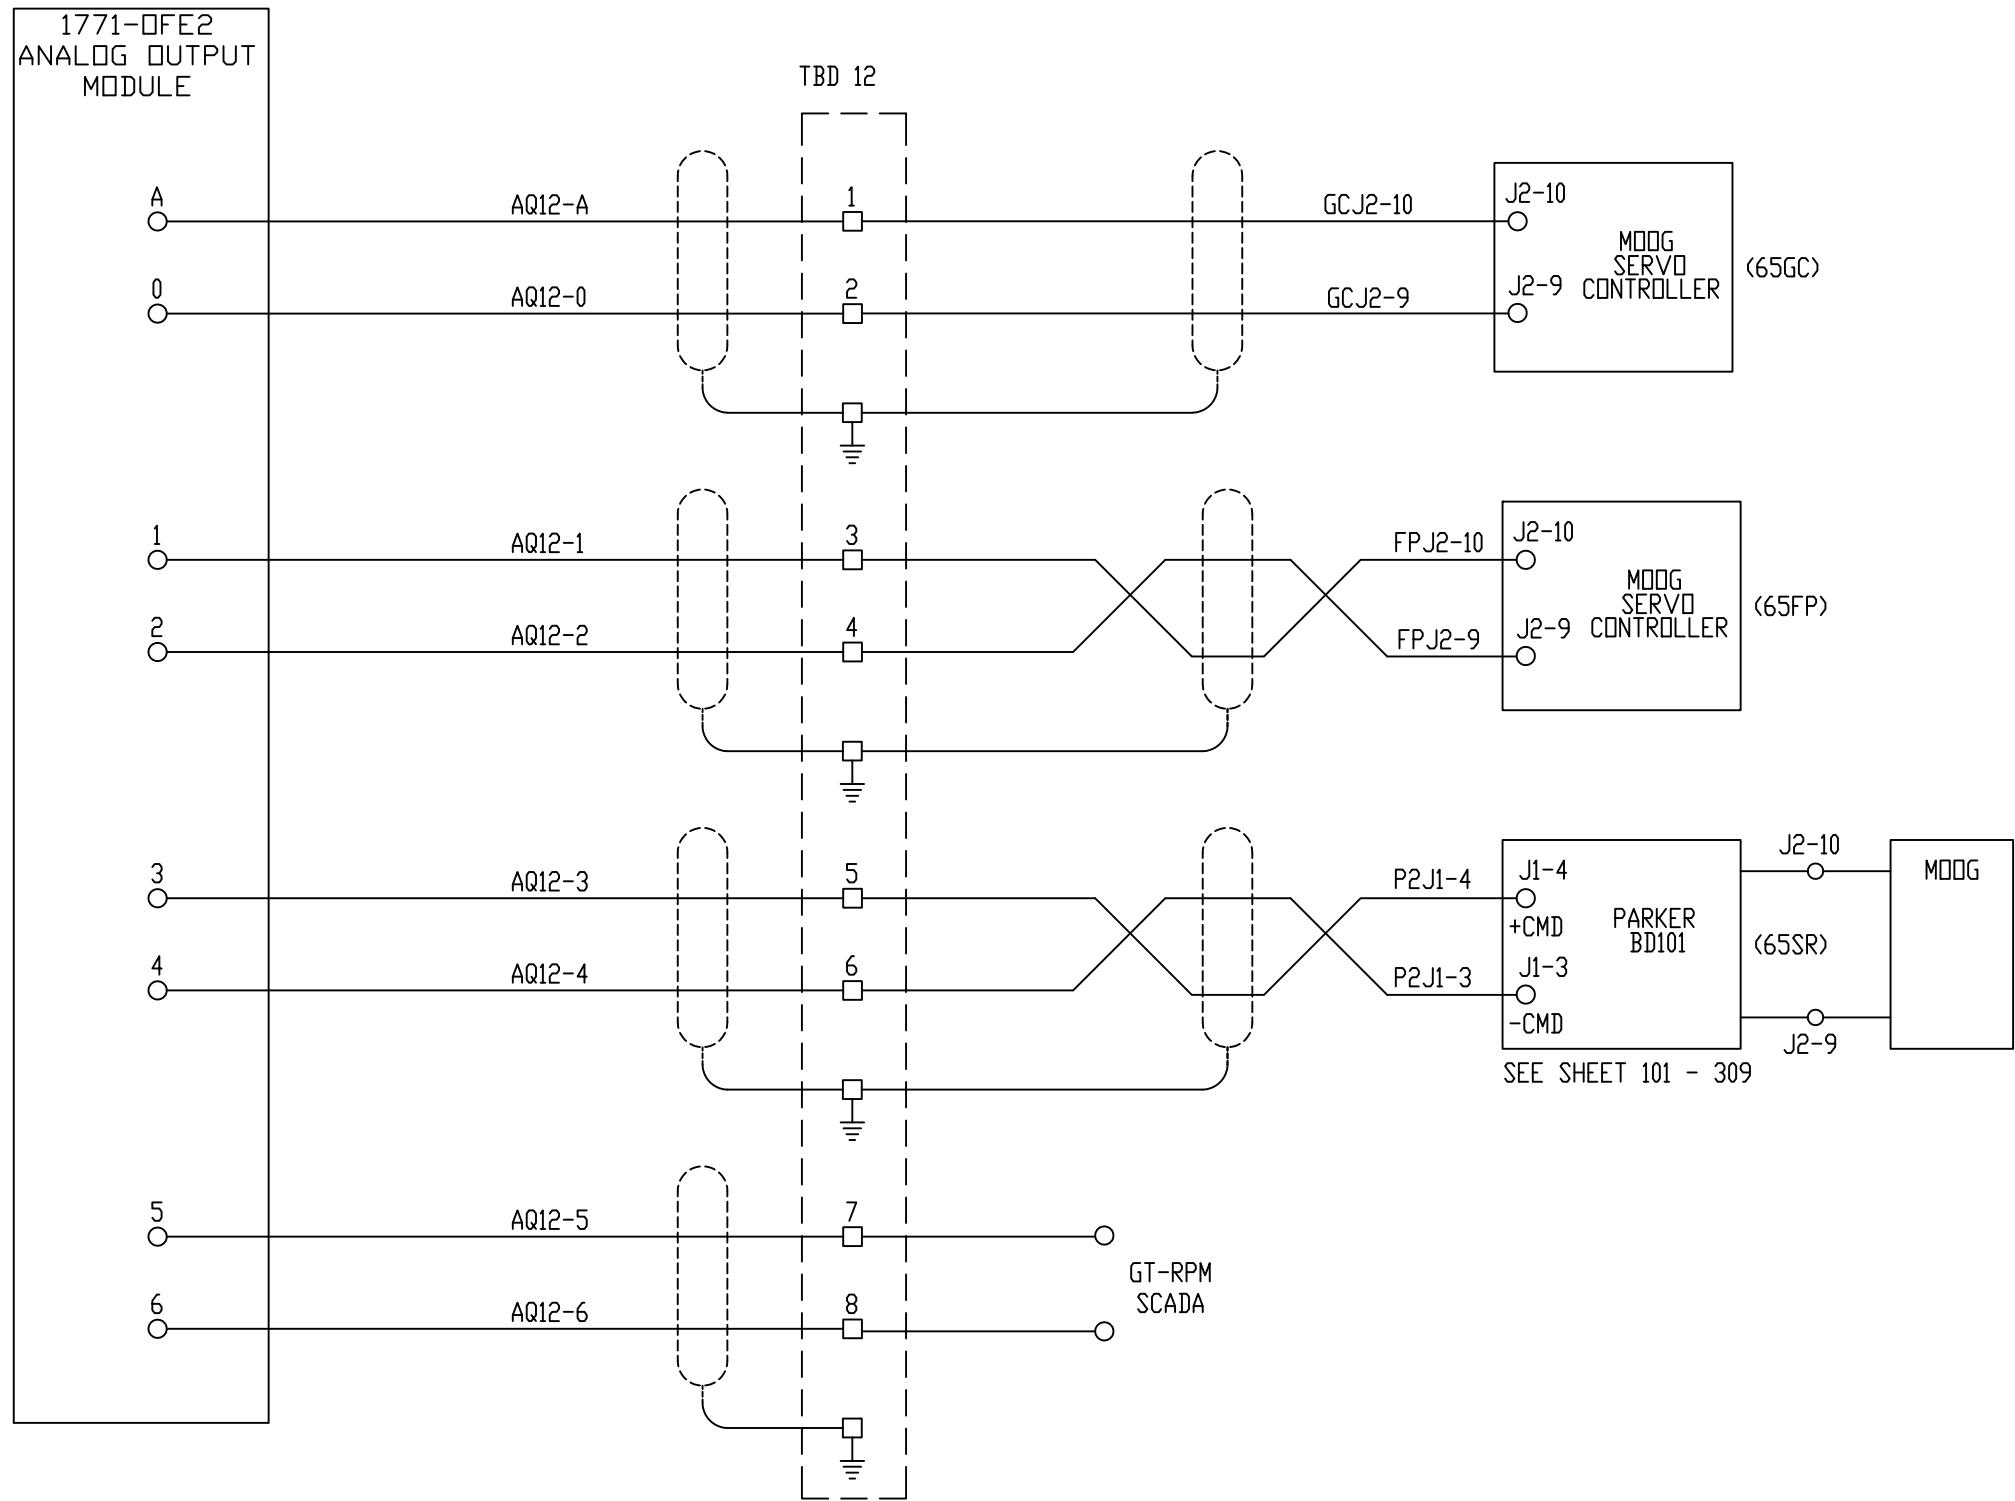 1771-OFE2
ANALOG OUTPUT
MODULE
TBD 12
A
AQ12-A
1
GCJ2-10
J2-10
0
AQ12-0
2
GCJ2-9
J2-9
MOOG
SERVO
CONTROLLER
(65GC)
1
AQ12-1
3
FPJ2-10
J2-10
2
AQ12-2
4
FPJ2-9
J2-9
MOOG
SERVO
CONTROLLER
(65FP)
3
AQ12-3
5
P2J1-4
J1-4
+CMD
4
AQ12-4
6
P2J1-3
J1-3
-CMD
PARKER
BD101
(65SR)
J2-10
J2-9
MOOG
SEE SHEET 101 - 309
5
AQ12-5
7
6
AQ12-6
8
GT-RPM
SCADA